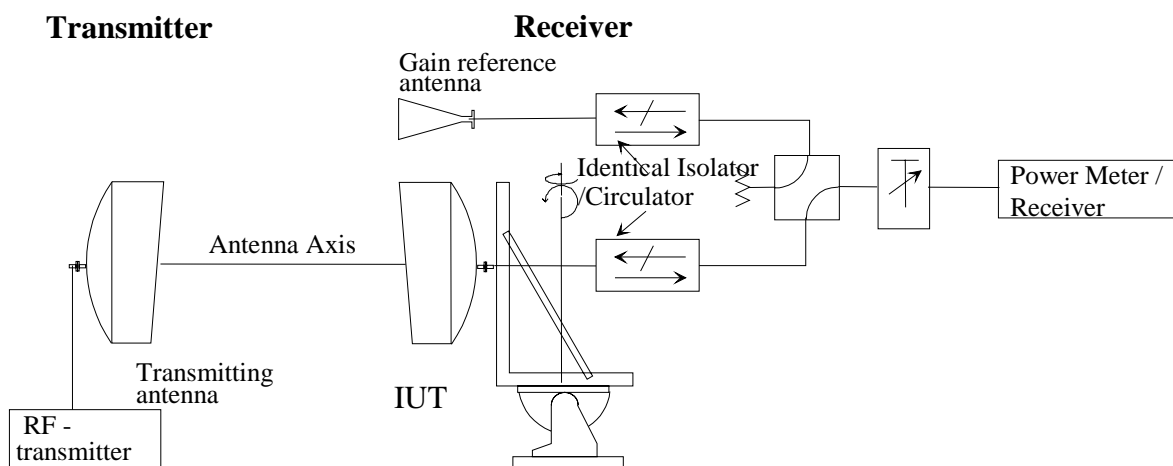 Transmitter
Receiver
Gain reference
antenna
Identical Isolator
/Circulator
Power Meter /
Receiver
Antenna Axis
Transmitting
antenna
IUT
RF -
transmitter